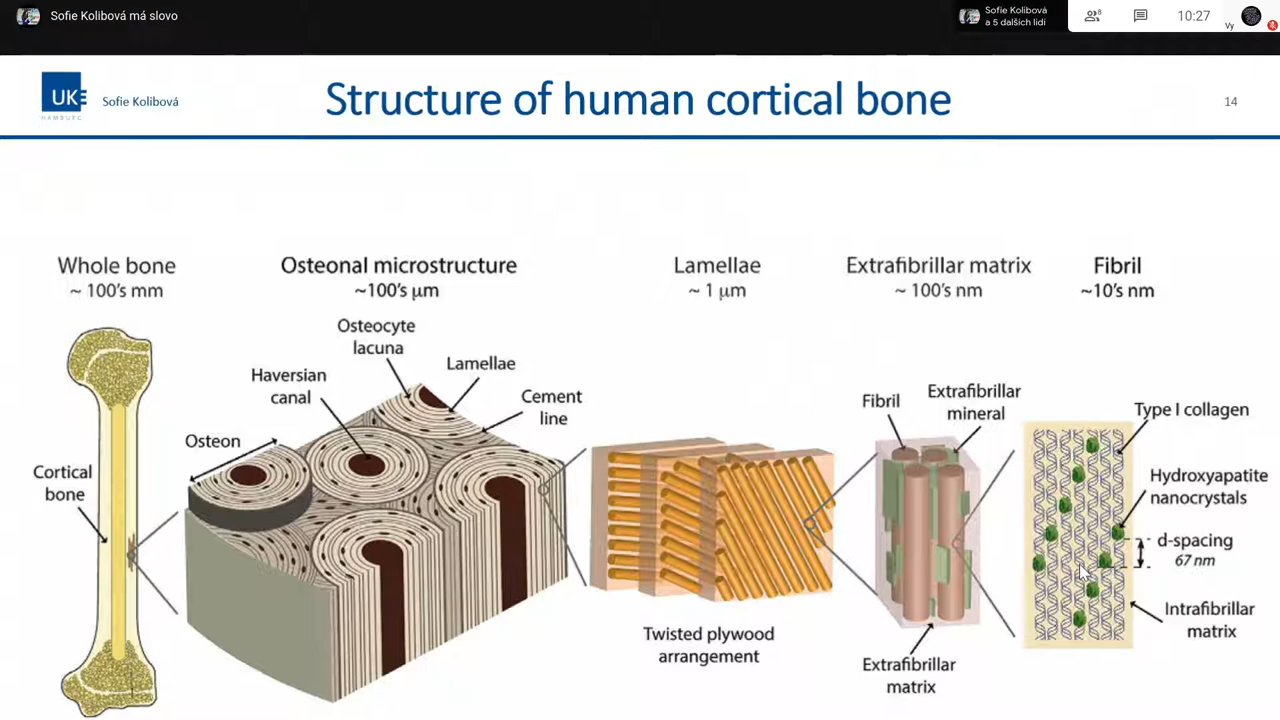 Sofie Kolibová má slovo
Sofie Kolibová
a 5 dalších lidí
8
10:27
Vy
UKE
HAMBURG
Sofie Kolibová
Structure of human cortical bone
14
Whole bone
~ 100's mm
Osteonal microstructure
~100's μm
Lamellae
~ 1 μm
Extrafibrillar matrix
~ 100's nm
Fibril
~10's nm
Osteocyte
lacuna
Lamellae
Haversian
canal
Cement
line
Osteon
Cortical
bone
Twisted plywood
arrangement
Fibril
Extrafibrillar
mineral
Extrafibrillar
matrix
Type I collagen
Hydroxyapatite
nanocrystals
d-spacing
67 nm
Intrafibrillar
matrix